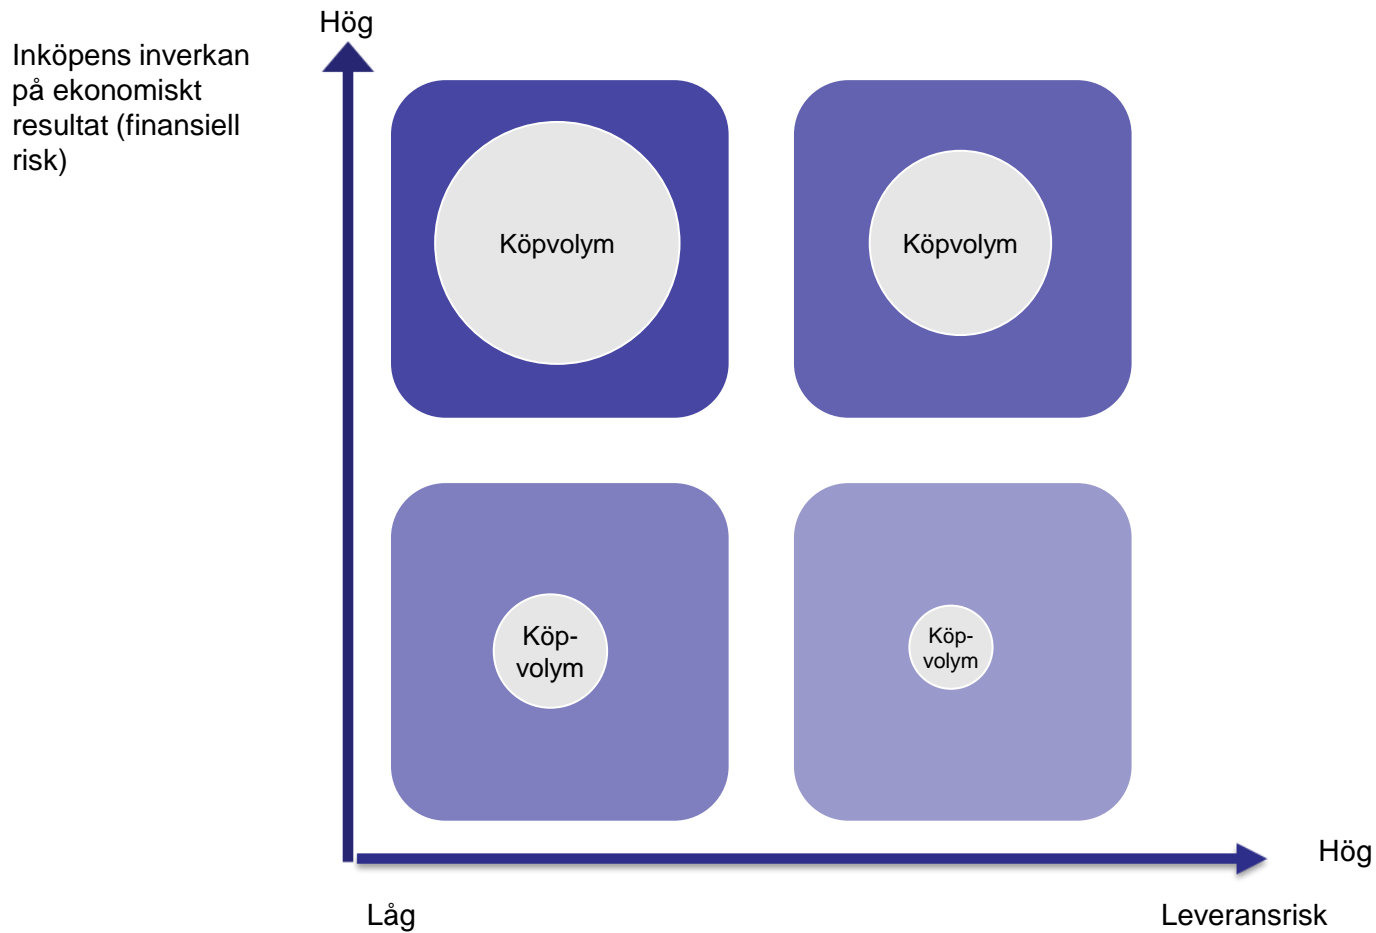 Hög
Inköpens inverkan
på ekonomiskt
resultat (finansiell
risk)
Köpvolym
Köpvolym
Köp-
volym
Köp-
volym
Hög
Låg
Leveransrisk